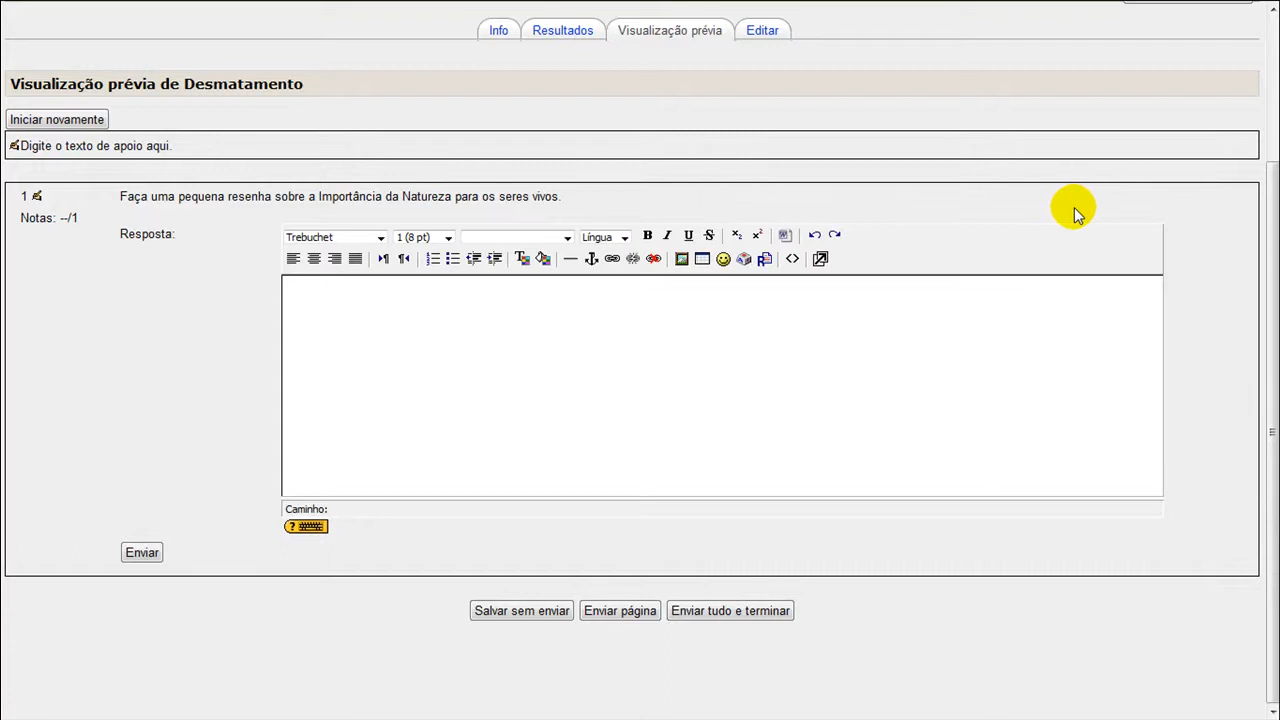 Info Resultados Visualização prévia Editar
Visualização prévia de Desmatamento
Iniciar novamente
Digite o texto de apoio aqui.
1 Faça uma pequena resenha sobre a Importância da Natureza para os seres vivos.
Notas: --/1
Resposta:
Trebuchet 1 (8 pt) Língua B I U S
Caminho:
?
Enviar
Salvar sem enviar Enviar página Enviar tudo e terminar